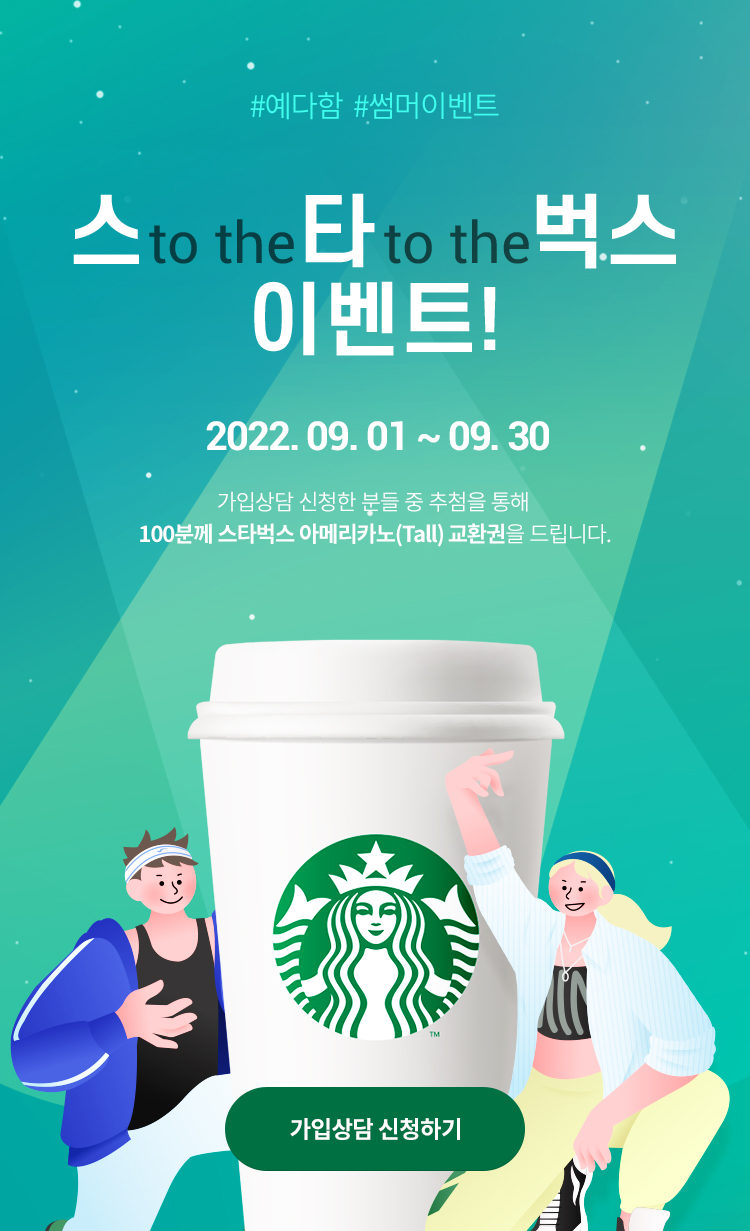 #예다함 #썸머이벤트
스to the타to the벅스
이벤트!
2022. 09. 01 ~ 09. 30
가입상담 신청한 분들 중 추첨을 통해
100분께 스타벅스 아메리카노(Tall) 교환권을 드립니다.
TM
가입상담 신청하기